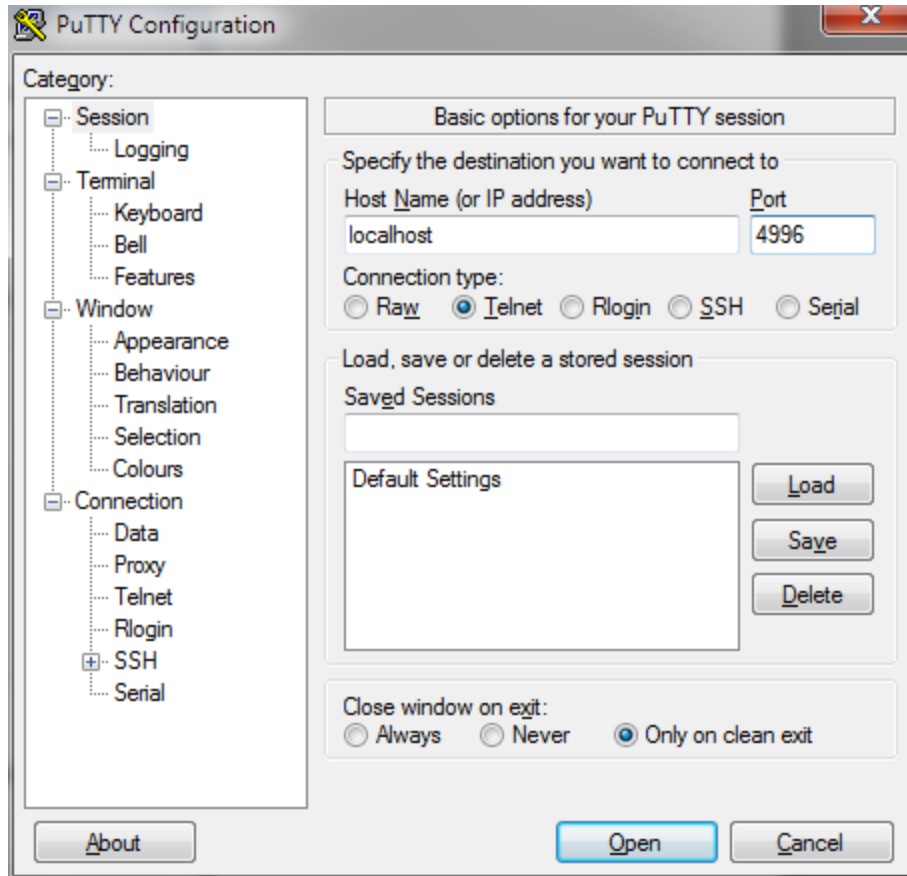 PuTTY Configuration
X
Category:
Session
Logging
Terminal
Keyboard
Bell
Features
Window
Appearance
Behaviour
Translation
Selection
Colours
Connection
Data
Proxy
Telnet
Rlogin
SSH
Serial
Basic options for your PuTTY session
Specify the destination you want to connect to
Host Name (or IP address) Port
localhost 4996
Connection type:
Raw Telnet Rlogin SSH Serial
Load, save or delete a stored session
Saved Sessions
Default Settings
Load
Save
Delete
Close window on exit:
Always Never Only on clean exit
About Open Cancel